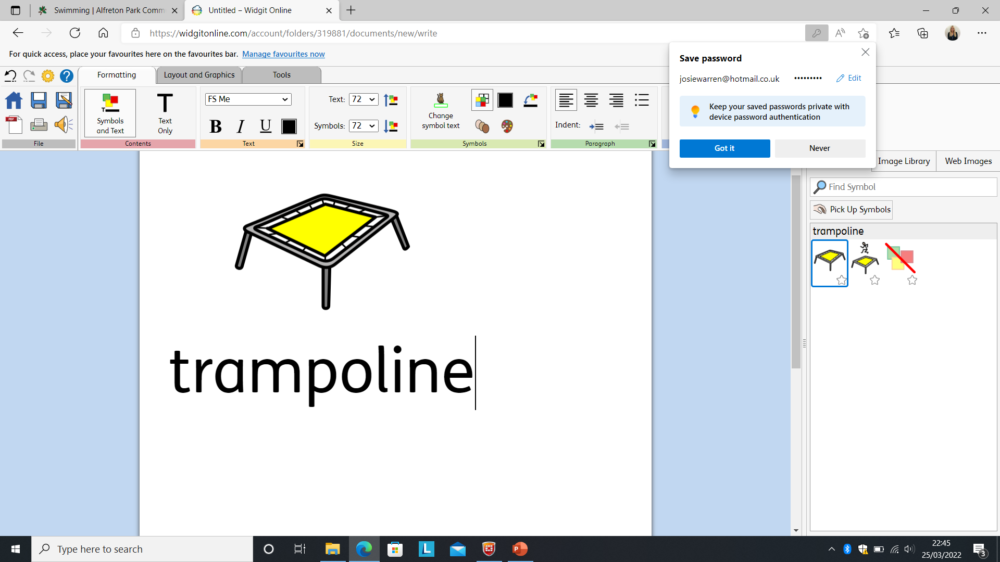 Swimming | Alfreton Park Comm
Untitled – Widgit Online
https://widgitonline.com/account/folders/319881/documents/new/write
For quick access, place your favourites here on the favourites bar. Manage favourites now
Save password
josiewarren@hotmail.co.uk ••••••••• Edit
Keep your saved passwords private with
device password authentication
Got it Never
Formatting Layout and Graphics Tools
PDF
File
Symbols
and Text
T
Text
Only
Contents
FS Me
B I U
Text
Text: 72
Symbols: 72
Size
Change
symbol text
Symbols
Indent:
Paragraph
Image Library Web Images
Find Symbol
Pick Up Symbols
trampoline
trampoline
Type here to search
L
P
22:45
25/03/2022
3